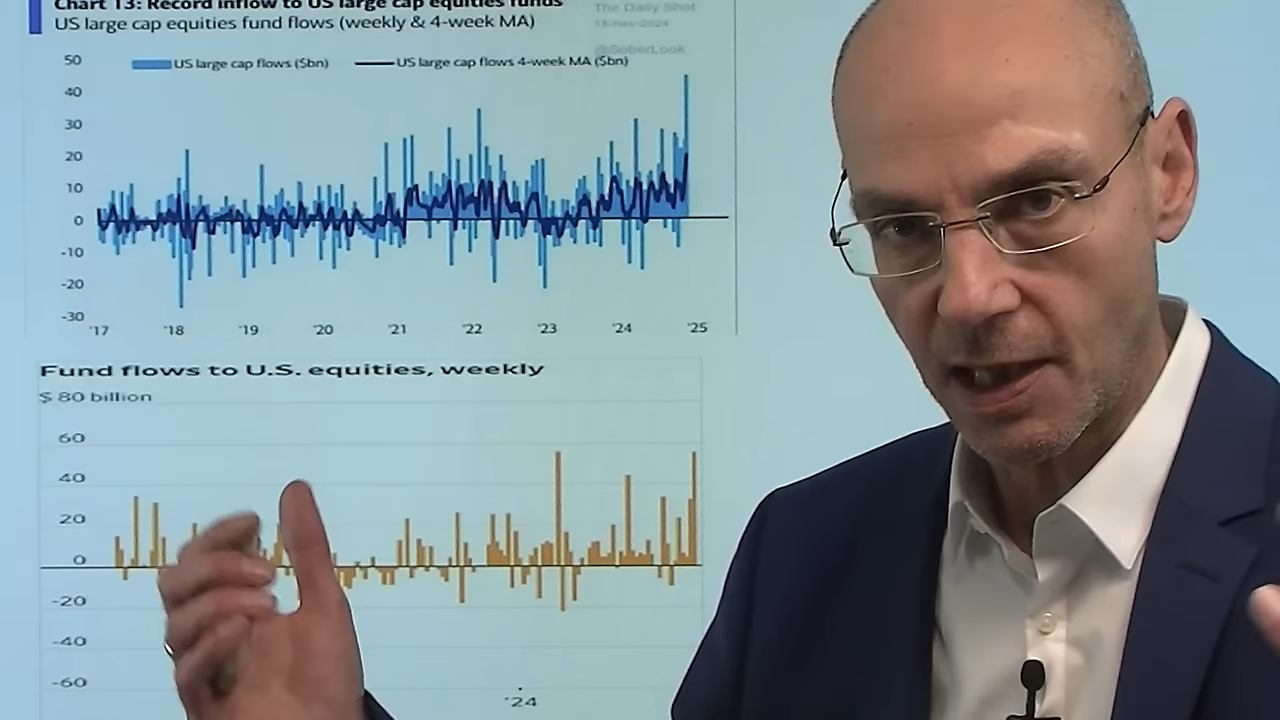 Chart 13: Record inflow to US large cap equities funds
US large cap equities fund flows (weekly & 4-week MA)
The Daily Shot
18-Nov-2024
@SoberLook
US large cap flows ($bn)
US large cap flows 4-week MA ($bn)
50
40
30
20
10
0
-10
-20
-30
'17
'18
'19
'20
'21
'22
'23
'24
'25
Fund flows to U.S. equities, weekly
$ 80 billion
60
40
20
0
-20
-40
-60
'24